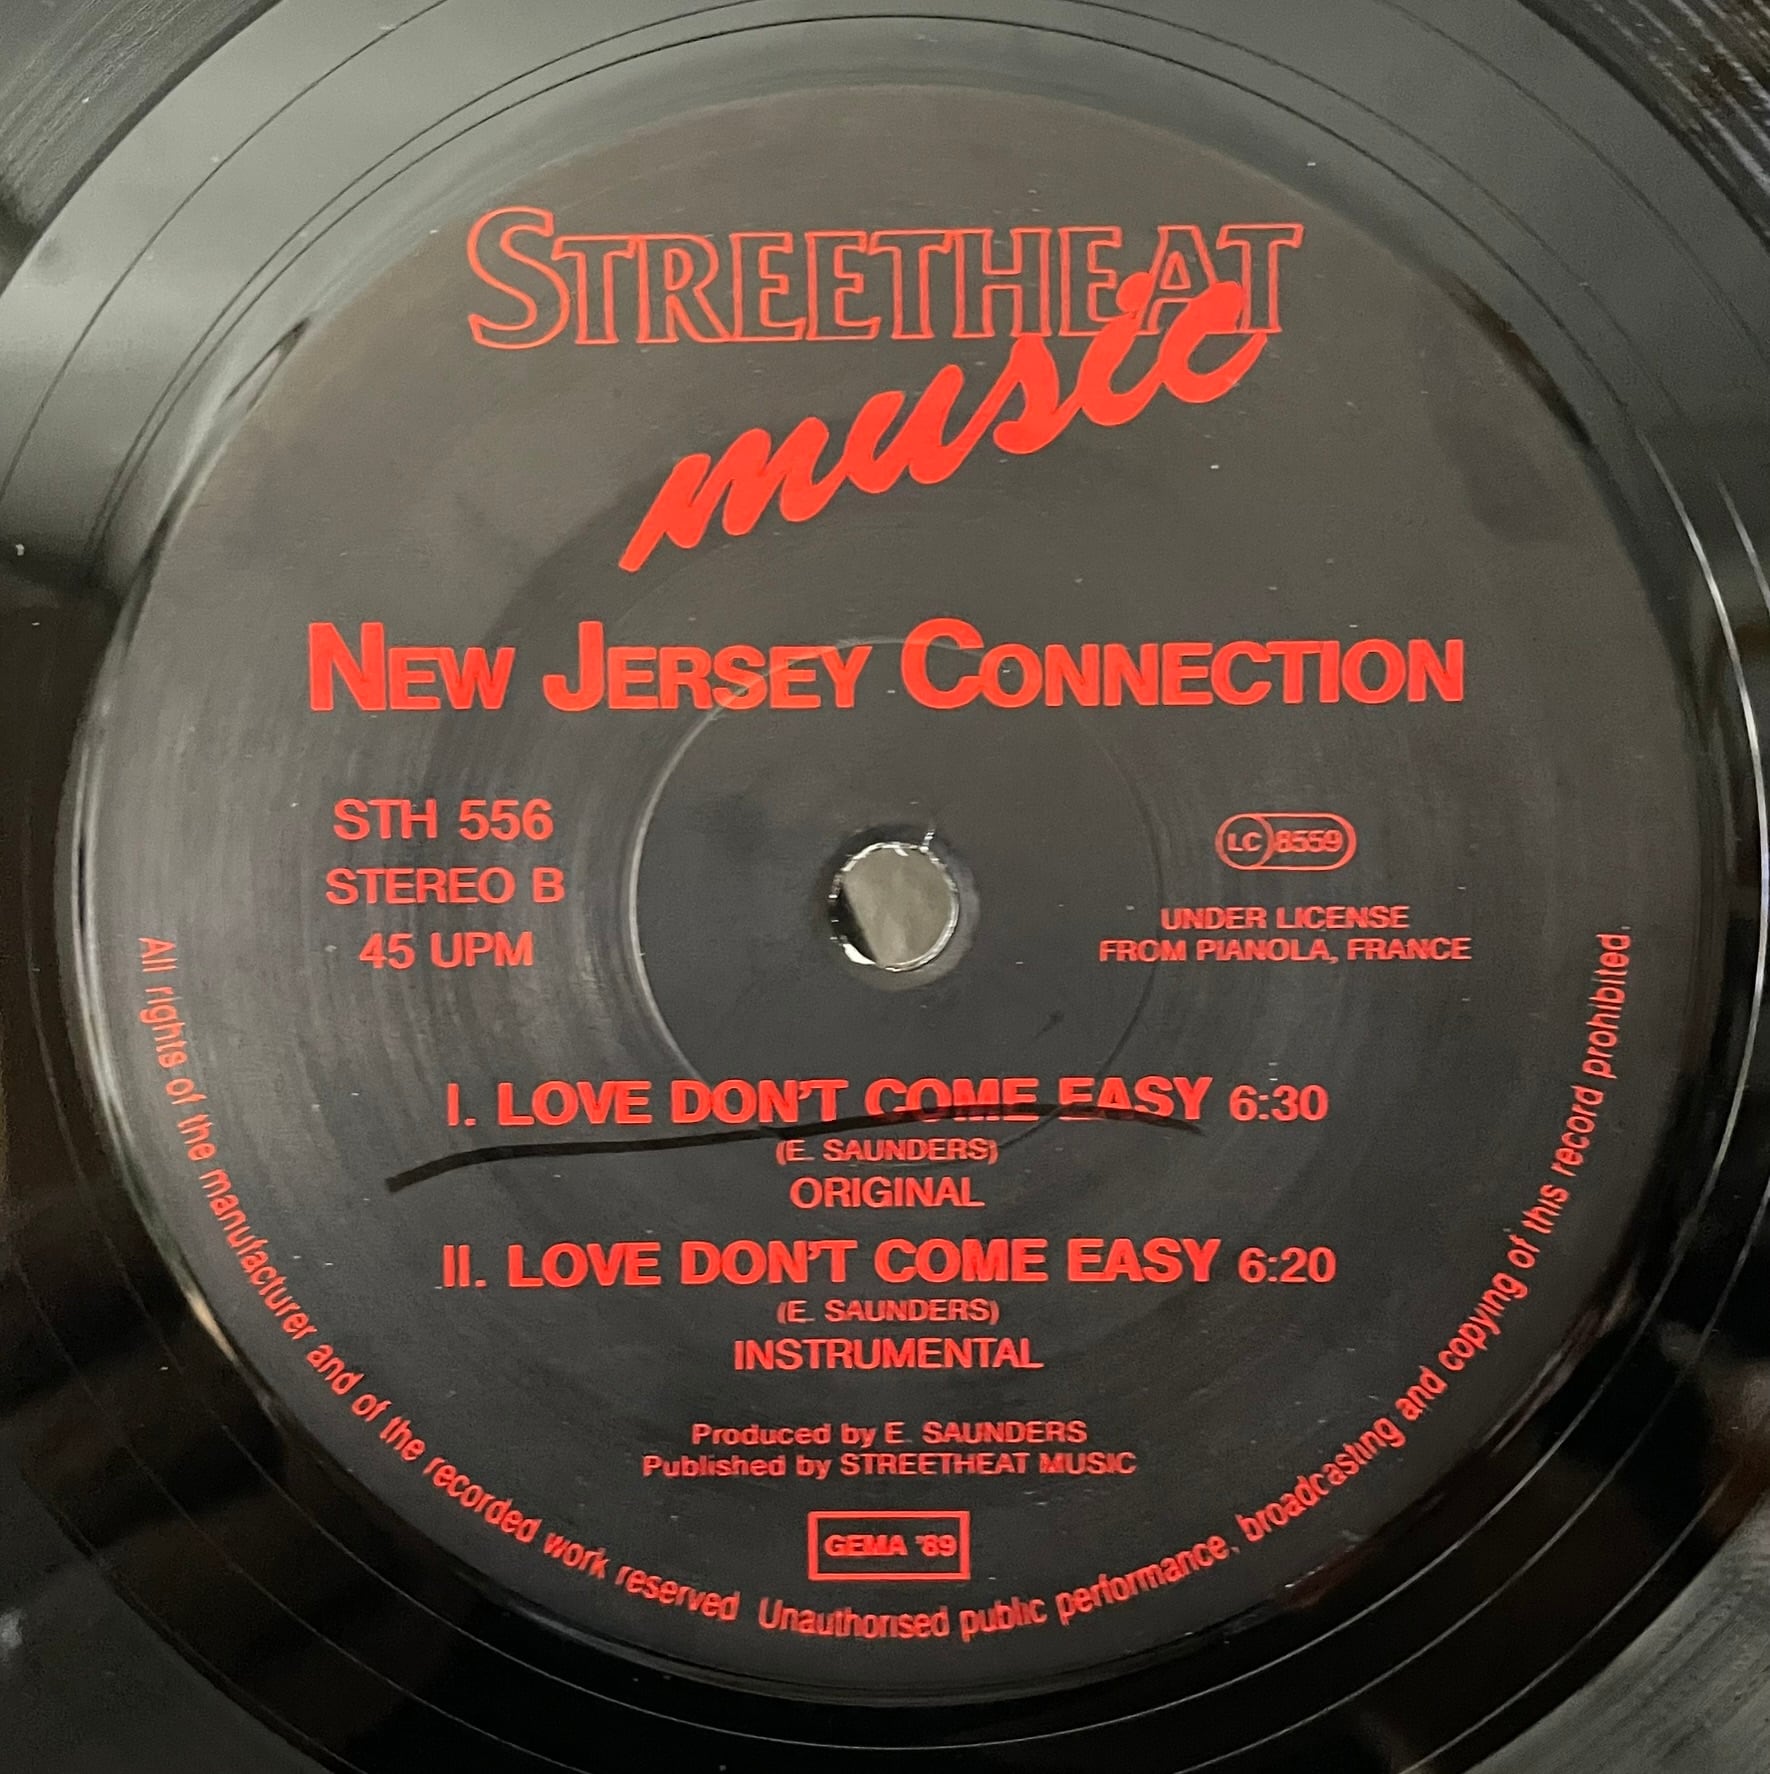 STREETHEAT
music
NEW JERSEY CONNECTION
STH 556
STEREO B
45 UPM
LC 8559
UNDER LICENSE
FROM PIANOLA, FRANCE
I. LOVE DON'T COME EASY 6:30
(E. SAUNDERS)
ORIGINAL
II. LOVE DON'T COME EASY 6:20
(E. SAUNDERS)
INSTRUMENTAL
Produced by E. SAUNDERS
Published by STREETHEAT MUSIC
GEMA '89
All rights of the manufacturer and of the recorded work reserved. Unauthorised public performance, broadcasting and copying of this record prohibited.